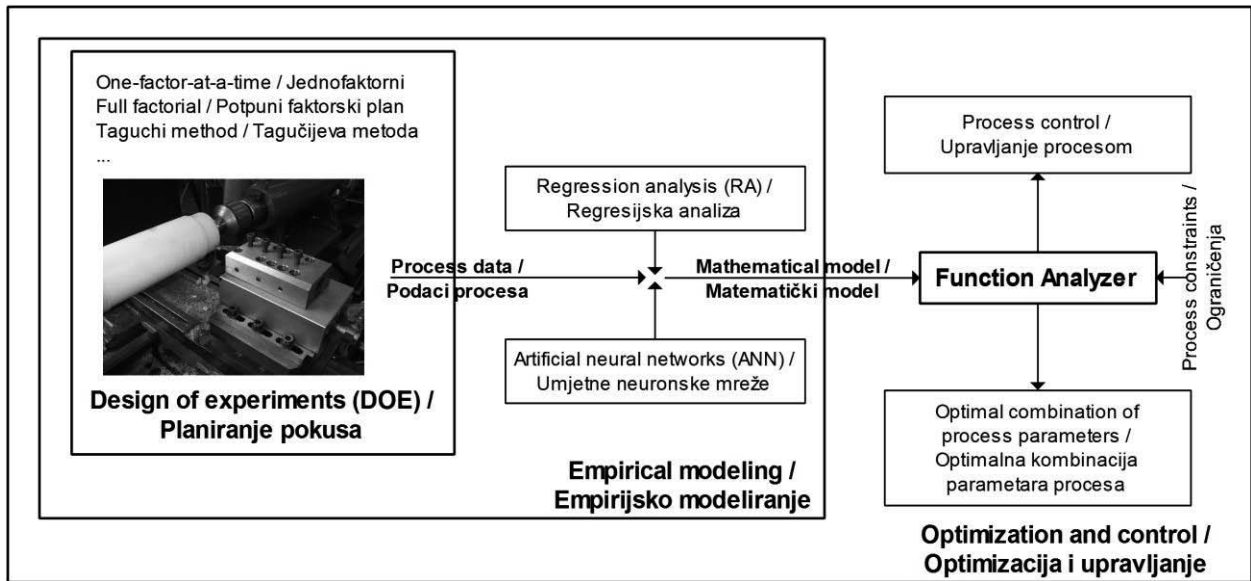 One-factor-at-a-time / Jednofaktorni
Full factorial / Potpuni faktorski plan
Taguchi method / Tagučijeva metoda
...
Design of experiments (DOE) /
Planiranje pokusa
Process data /
Podaci procesa
Regression analysis (RA) /
Regresijska analiza
Artificial neural networks (ANN) /
Umjetne neuronske mreže
Mathematical model /
Matematički model
Empirical modeling /
Empirijsko modeliranje
Process control /
Upravljanje procesom
Function Analyzer
Process constraints /
Ograničenja
Optimal combination of
process parameters /
Optimalna kombinacija
parametara procesa
Optimization and control /
Optimizacija i upravljanje